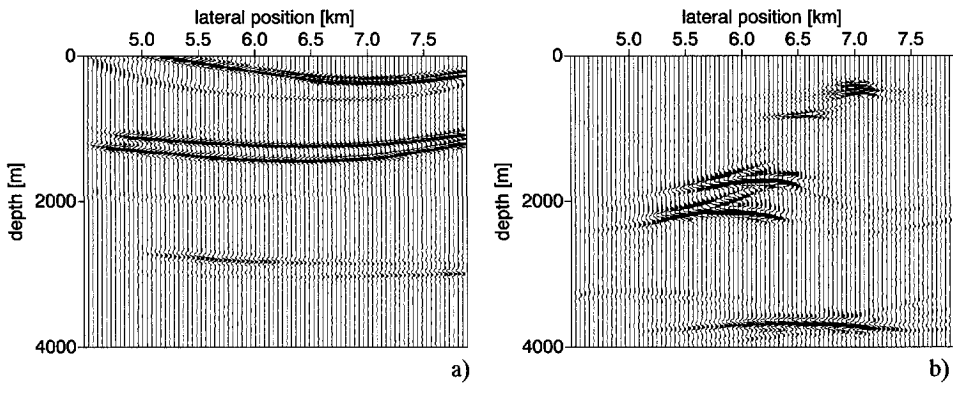 lateral position [km]
5.0 5.5 6.0 6.5 7.0 7.5
0
2000
4000
depth [m]
a)
lateral position [km]
5.0 5.5 6.0 6.5 7.0 7.5
0
2000
4000
depth [m]
b)